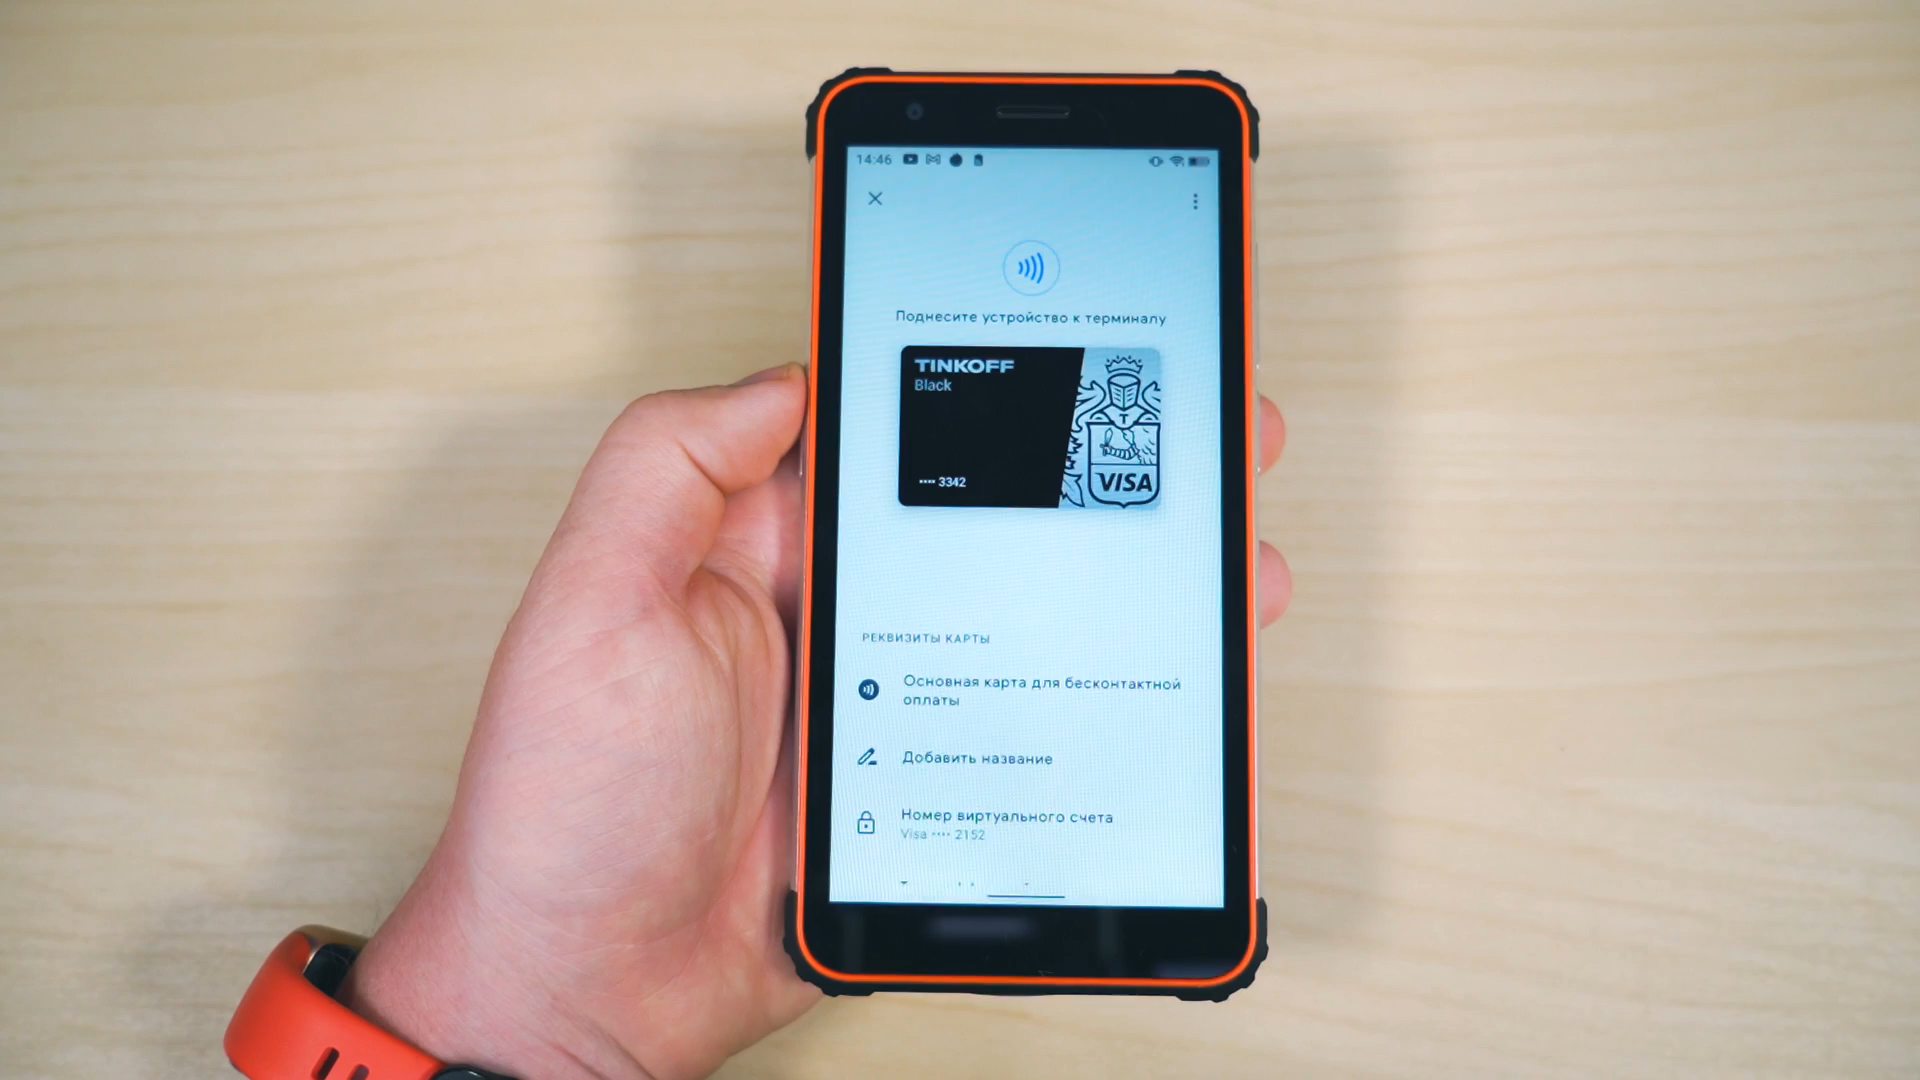 14:46
Поднесите устройство к терминалу
TINKOFF
Black
T
•••• 3342
VISA
РЕКВИЗИТЫ КАРТЫ
Основная карта для бесконтактной
оплаты
Добавить название
Номер виртуального счета
Visa •••• 2152